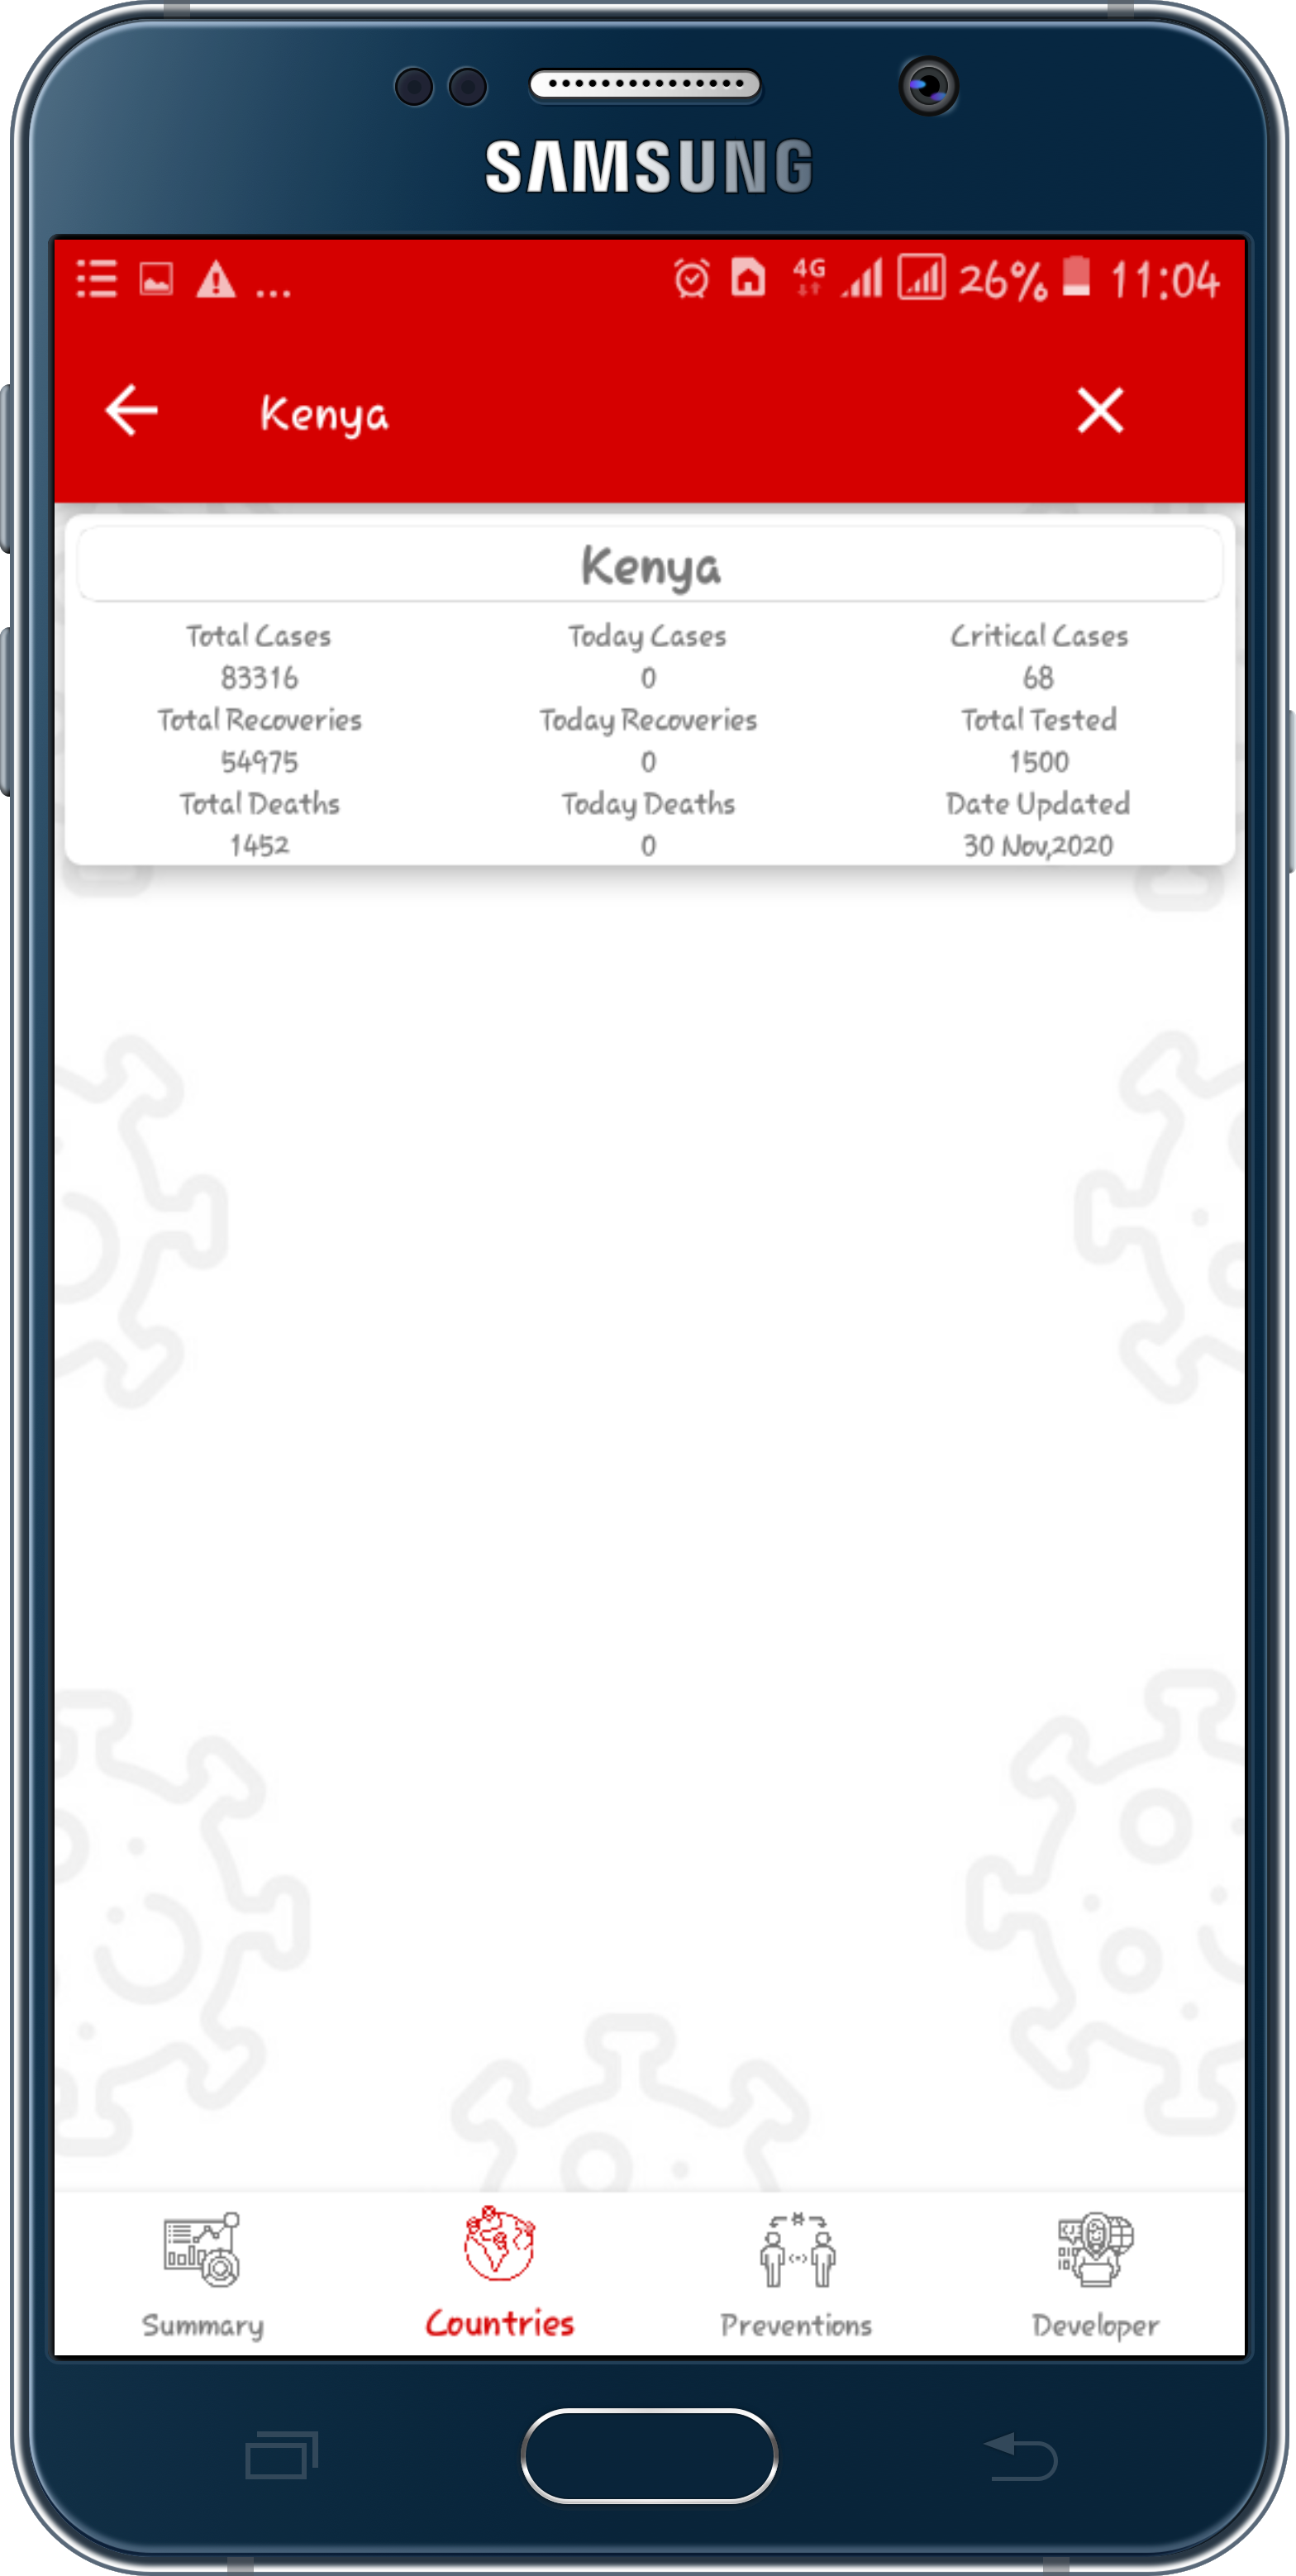 SAMSUNG
... 4G 26% 11:04
Kenya
Kenya
Total Cases Today Cases Critical Cases
83316 0 68
Total Recoveries Today Recoveries Total Tested
54975 0 1500
Total Deaths Today Deaths Date Updated
1452 0 30 Nov,2020
Summary Countries Preventions Developer